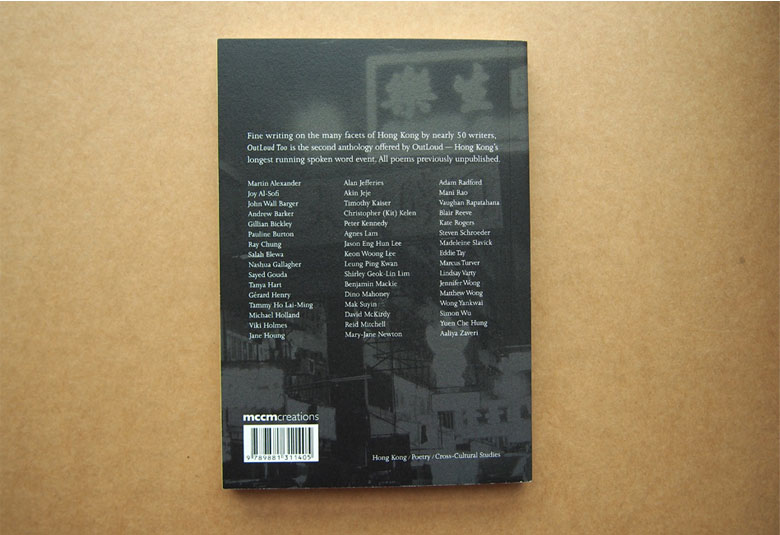 樂生
Fine writing on the many facets of Hong Kong by nearly 50 writers,
OutLoud Too is the second anthology offered by OutLoud — Hong Kong's
longest running spoken word event. All poems previously unpublished.
Martin Alexander
Joy Al-Sofi
John Wall Barger
Andrew Barker
Gillian Bickley
Pauline Burton
Ray Chung
Salah Elewa
Nashua Gallagher
Sayed Gouda
Tanya Hart
Gérard Henry
Tammy Ho Lai-Ming
Michael Holland
Viki Holmes
Jane Houng
Alan Jefferies
Akin Jeje
Timothy Kaiser
Christopher (Kit) Kelen
Peter Kennedy
Agnes Lam
Jason Eng Hun Lee
Keon Woong Lee
Leung Ping Kwan
Shirley Geok-Lin Lim
Benjamin Mackie
Dino Mahoney
Mak Suyin
David McKirdy
Reid Mitchell
Mary-Jane Newton
Adam Radford
Mani Rao
Vaughan Rapatahana
Blair Reeve
Kate Rogers
Steven Schroeder
Madeleine Slavick
Eddie Tay
Marcus Turver
Lindsay Varty
Jennifer Wong
Matthew Wong
Wong Yankwai
Simon Wu
Yuen Che Hung
Aaliya Zaveri
mccmcreations
9 789881 311405
Hong Kong / Poetry / Cross-Cultural Studies